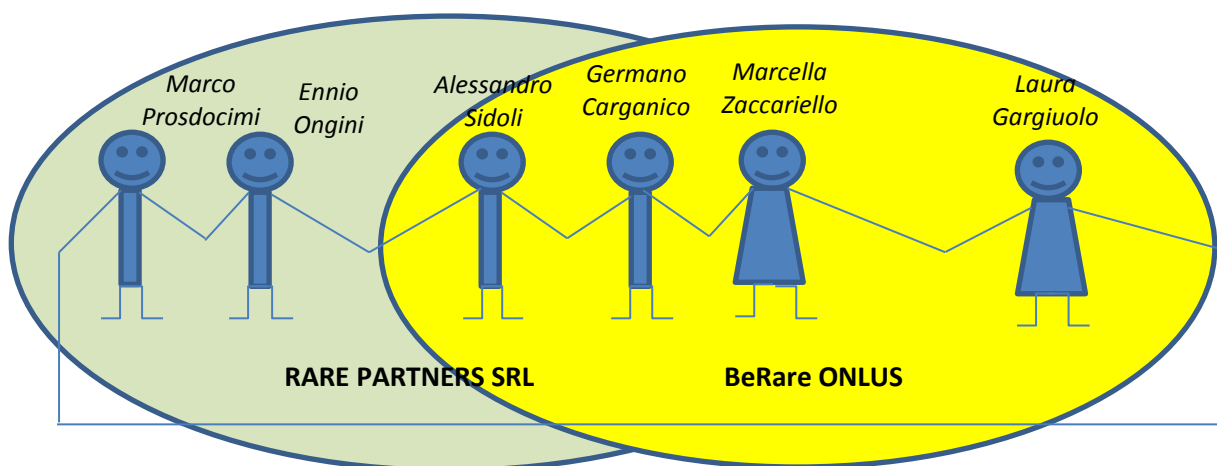 Marco
Prosdocimi
Ennio
Ongini
Alessandro
Sidoli
Germano
Carganico
Marcella
Zaccariello
Laura
Gargiuolo
RARE PARTNERS SRL
BeRare ONLUS